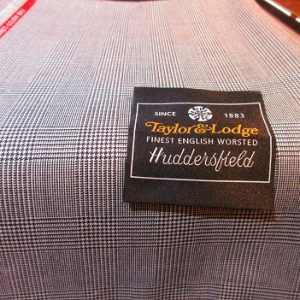 SINCE 1883
Taylor & Lodge
FINEST ENGLISH WORSTED
Huddersfield